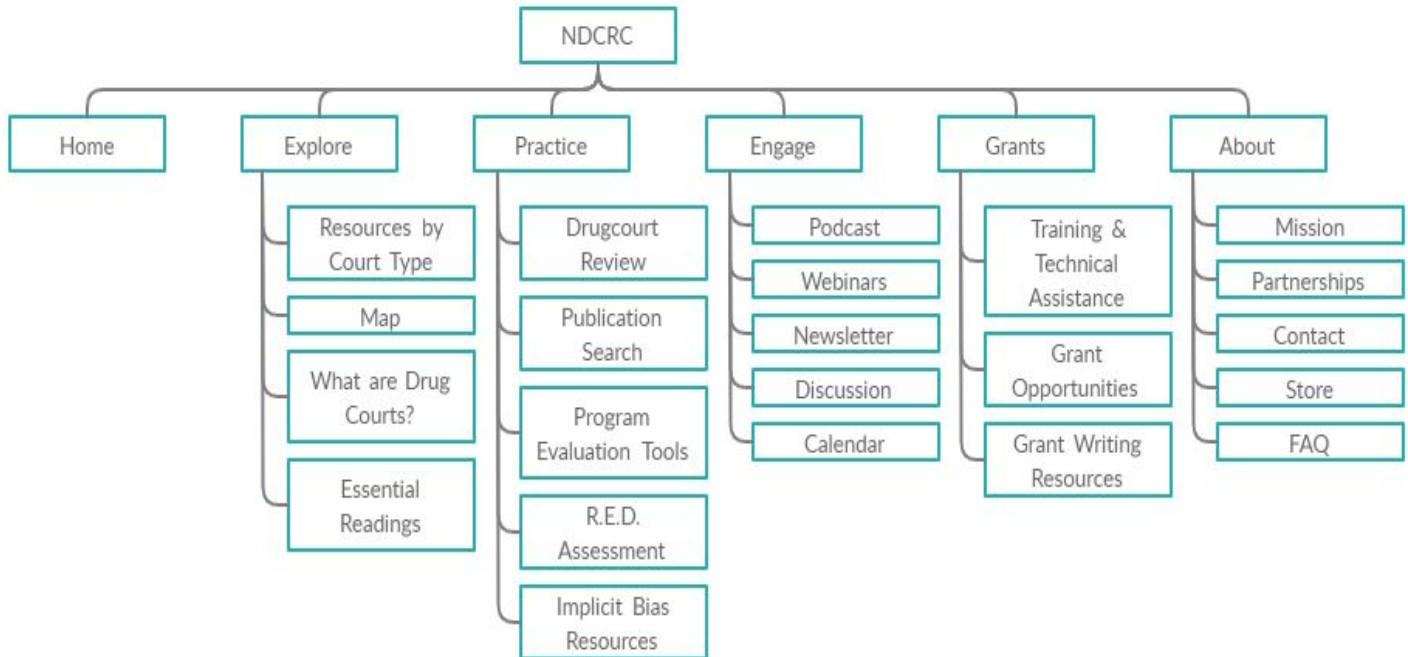 NDCRC
Home
Explore
Practice
Engage
Grants
About
Resources by
Court Type
Map
What are Drug
Courts?
Essential
Readings
Drugcourt
Review
Publication
Search
Program
Evaluation Tools
R.E.D.
Assessment
Implicit Bias
Resources
Podcast
Webinars
Newsletter
Discussion
Calendar
Training &
Technical
Assistance
Grant
Opportunities
Grant Writing
Resources
Mission
Partnerships
Contact
Store
FAQ